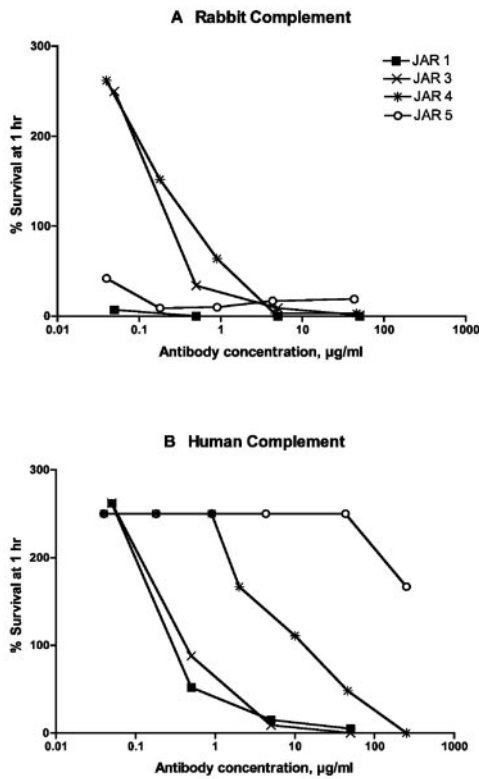 A Rabbit Complement
300
200
100
0
% Survival at 1 hr
JAR 1
JAR 3
JAR 4
JAR 5
0.01 0.1 1 10 100 1000
Antibody concentration, µg/ml
B Human Complement
300
200
100
0
% Survival at 1 hr
0.01 0.1 1 10 100 1000
Antibody concentration, µg/ml